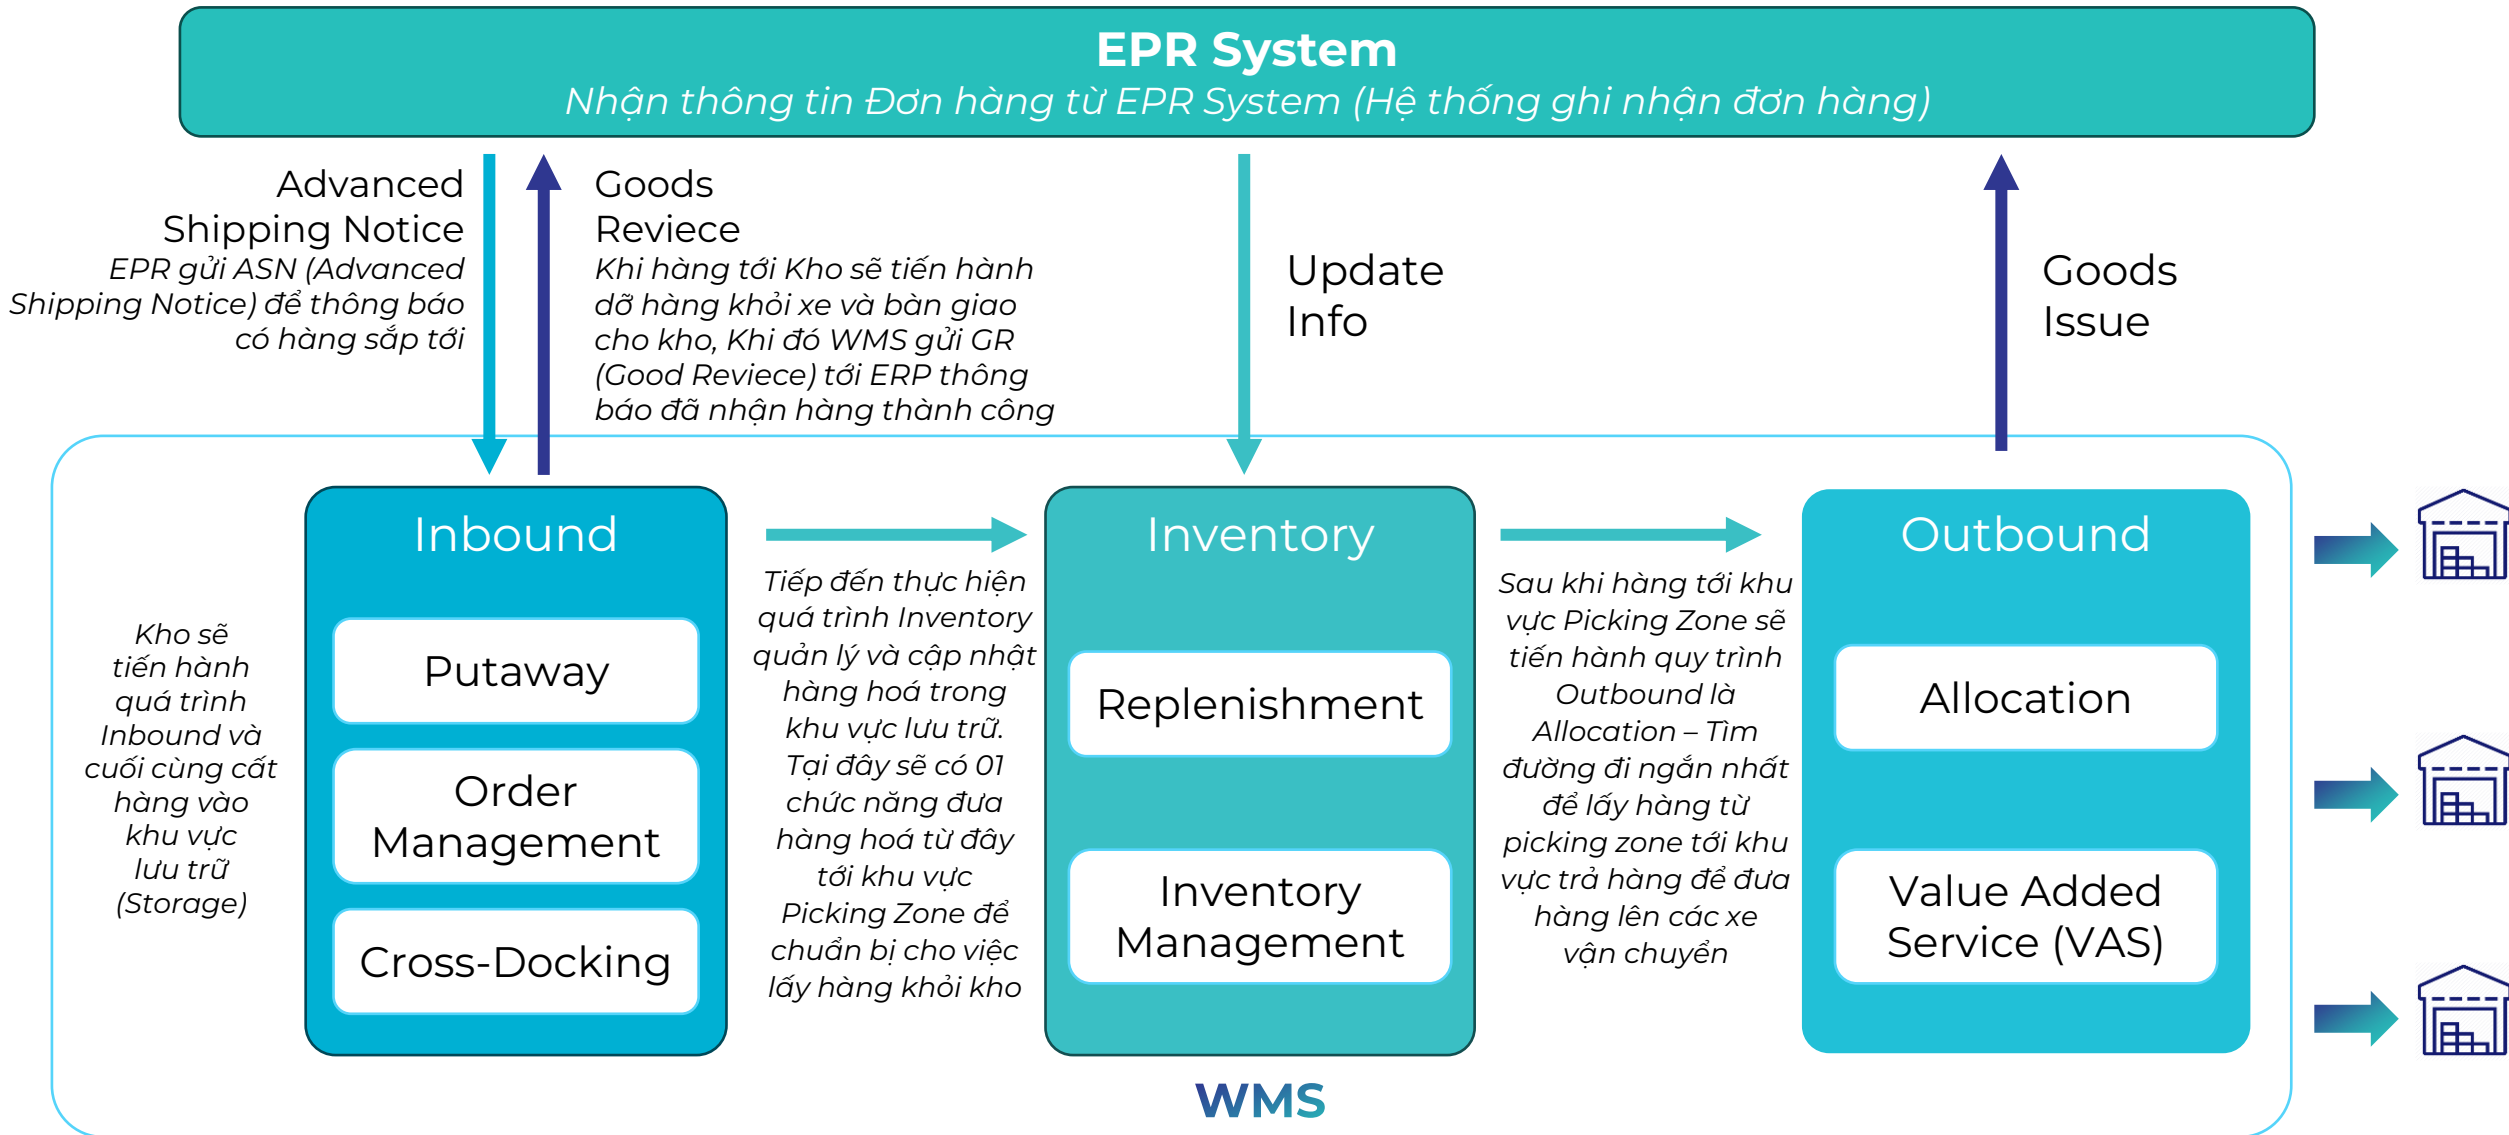 EPR System
Nhận thông tin Đơn hàng từ EPR System (Hệ thống ghi nhận đơn hàng)
Advanced
Shipping Notice
EPR gửi ASN (Advanced
Shipping Notice) để thông báo
có hàng sắp tới
Goods
Reviece
Khi hàng tới Kho sẽ tiến hành
dỡ hàng khỏi xe và bàn giao
cho kho, Khi đó WMS gửi GR
(Good Reviece) tới ERP thông
báo đã nhận hàng thành công
Update
Info
Goods
Issue
Kho sẽ
tiến hành
quá trình
Inbound và
cuối cùng cất
hàng vào
khu vực
lưu trữ
(Storage)
Inbound
Putaway
Order
Management
Cross-Docking
Tiếp đến thực hiện
quá trình Inventory
quản lý và cập nhật
hàng hoá trong
khu vực lưu trữ.
Tại đây sẽ có 01
chức năng đưa
hàng hoá từ đây
tới khu vực
Picking Zone để
chuẩn bị cho việc
lấy hàng khỏi kho
Inventory
Replenishment
Inventory
Management
Sau khi hàng tới khu
vực Picking Zone sẽ
tiến hành quy trình
Outbound là
Allocation – Tìm
đường đi ngắn nhất
để lấy hàng từ
picking zone tới khu
vực trả hàng để đưa
hàng lên các xe
vận chuyển
Outbound
Allocation
Value Added
Service (VAS)
WMS